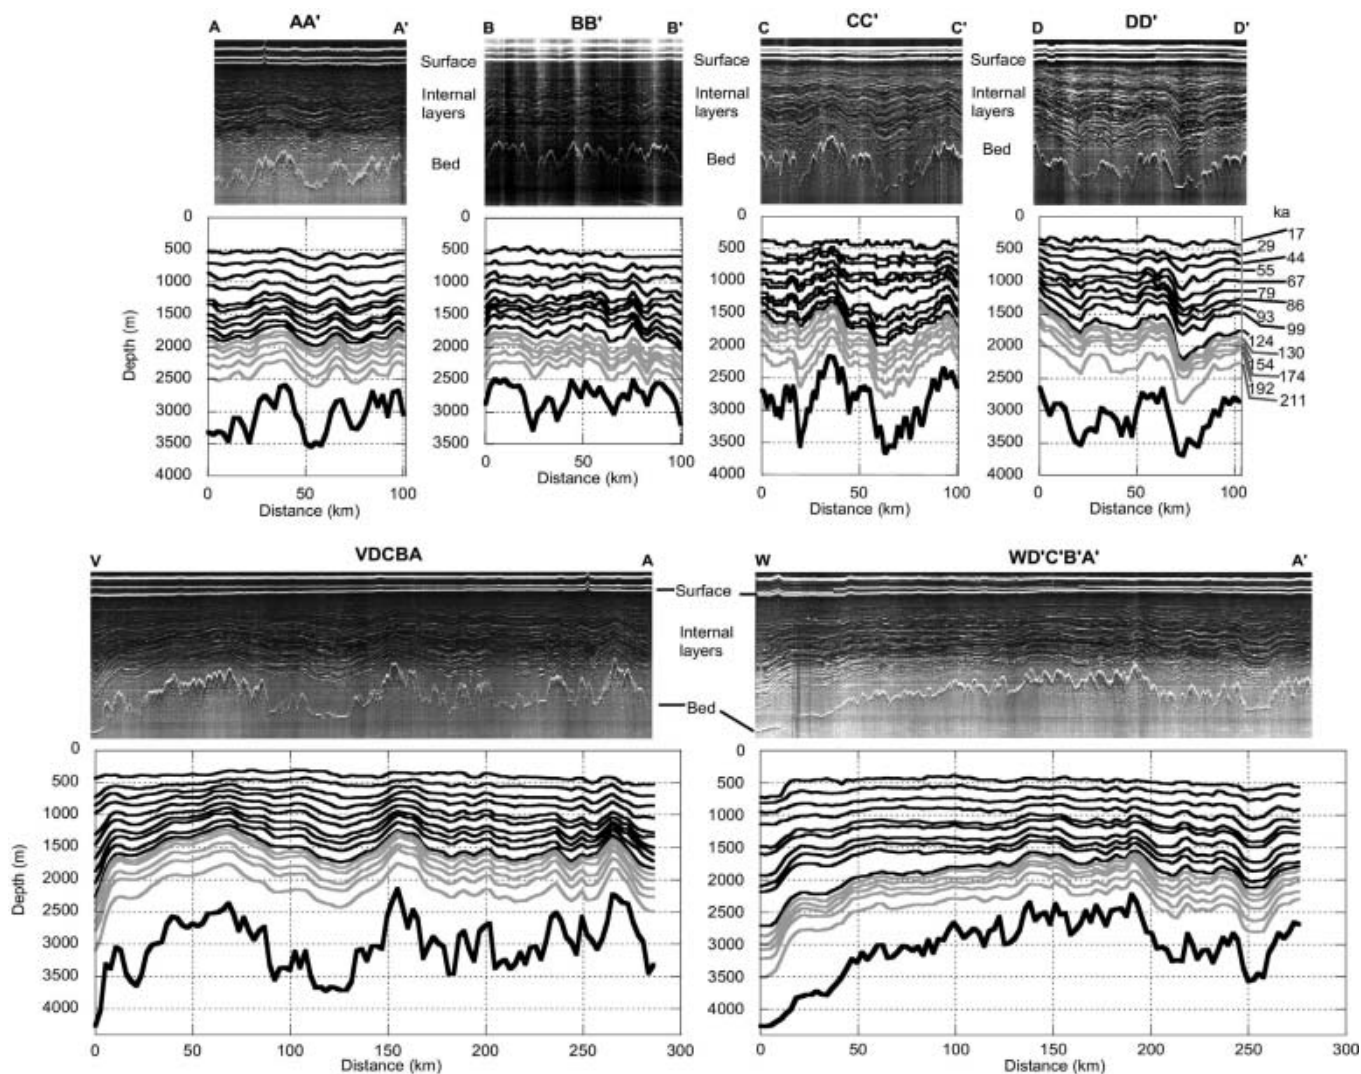 AA' BB' CC' DD'
A A' B B' C C' D D'
Surface Surface Surface
Internal layers Internal layers Internal layers
Bed Bed Bed
0 0 0 0 ka
17
500 500 500 500 29
44
55
1000 1000 1000 1000 67
79
86
1500 1500 1500 1500 93
99
124
2000 2000 2000 2000 130
154
174
2500 2500 2500 2500 192
211
3000 3000 3000 3000
3500 3500 3500 3500
4000 4000 4000
Depth (m)
0 50 100 0 50 100 0 50 100 0 50 100
Distance (km) Distance (km) Distance (km) Distance (km)
VDCBA WD'C'B'A'
V A W A'
Surface
Internal
layers
Bed
0 0
500 500
1000 1000
1500 1500
2000 2000
2500 2500
3000 3000
3500 3500
4000 4000
Depth (m)
0 50 100 150 200 250 300 0 50 100 150 200 250 300
Distance (km) Distance (km)